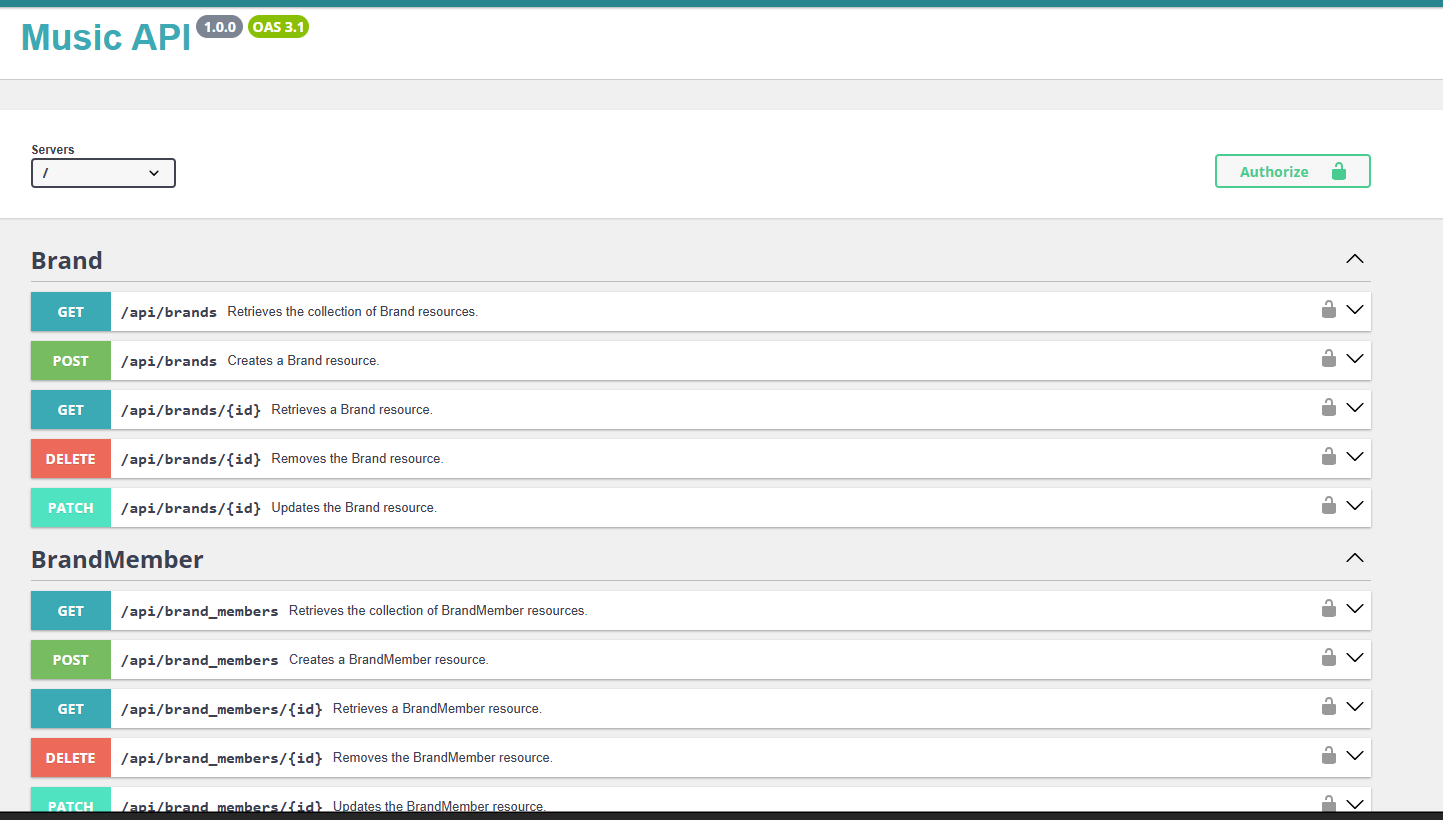 Music API 1.0.0 OAS 3.1
Servers
/
Authorize
Brand
GET /api/brands Retrieves the collection of Brand resources.
POST /api/brands Creates a Brand resource.
GET /api/brands/{id} Retrieves a Brand resource.
DELETE /api/brands/{id} Removes the Brand resource.
PATCH /api/brands/{id} Updates the Brand resource.
BrandMember
GET /api/brand_members Retrieves the collection of BrandMember resources.
POST /api/brand_members Creates a BrandMember resource.
GET /api/brand_members/{id} Retrieves a BrandMember resource.
DELETE /api/brand_members/{id} Removes the BrandMember resource.
PATCH /api/brand_members/{id} Updates the BrandMember resource.